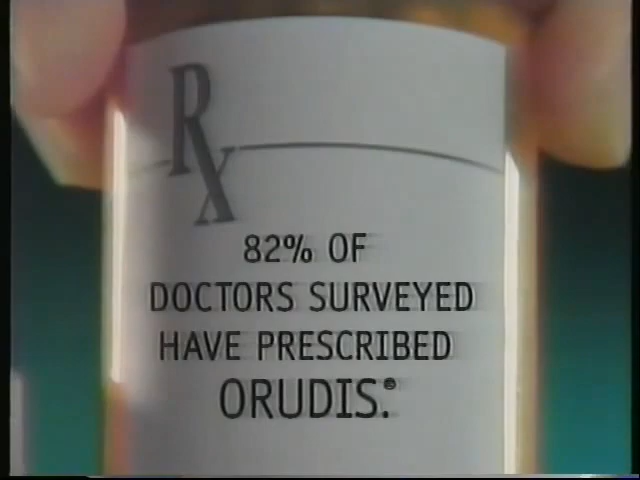 Rx
82% OF
DOCTORS SURVEYED
HAVE PRESCRIBED
ORUDIS.®